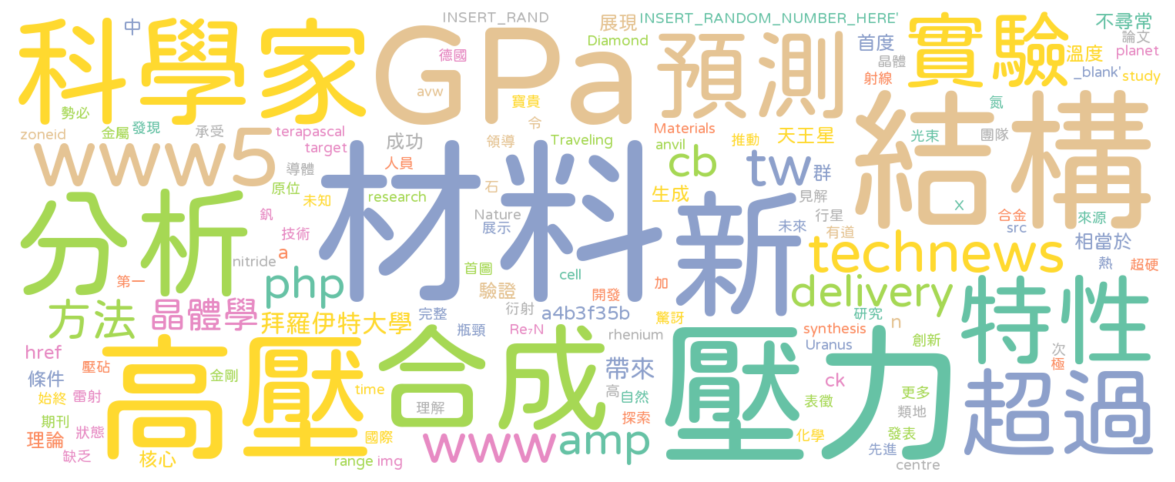 INSERT_RAND
展現
INSERT_RANDOM_NUMBER_HERE'
不尋常
中
科學家
GPa
德國
Diamond
預測
首度
實驗
論文
planet
溫度
晶體
_blank'
study
射線
avw
寶貴
勢必
令
氮
zoneid
金屬
發現
承受
terapascal
target
成功
領導
Traveling
Materials
推動
天王星
結構
光束
團隊
www5
導體
人員
材料
anvil
cb
tw
群
分析
原位
未知
research
石
生成
見解
釩
Nature
新
行星
X
合金
來源
技術
展示
未來
有道
src
相當於
a
technews
nitride
第一
首圖
cell
加
熱
超硬
php
驗證
開發
delivery
特性
方法
晶體學
拜羅伊特大學
完整
衍射
a4b3f35b
驚呀
研究
n
瓶頸
Re₇N
rhenium
synthesis
創新
href
高壓
合成
壓力
Uranus
次
壓砧
極
條件
金剛
time
帶來
ck
超過
始終
雷射
理解
高
自然
更多
期刊
表徵
類地
狀態
探索
理論
國際
www
amp
化學
發表
缺乏
核心
range
img
先進
centre